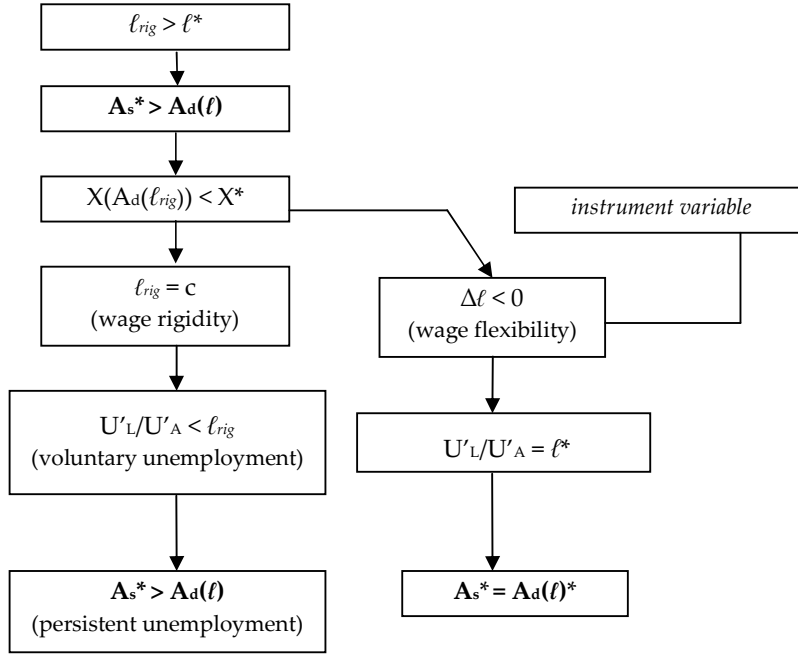 ℓrig > ℓ*
As* > Ad(ℓ)
X(Ad(ℓrig)) < X*
instrument variable
ℓrig = c
(wage rigidity)
Δℓ < 0
(wage flexibility)
U'L/U'A < ℓrig
(voluntary unemployment)
U'L/U'A = ℓ*
As* > Ad(ℓ)
(persistent unemployment)
As* = Ad(ℓ)*